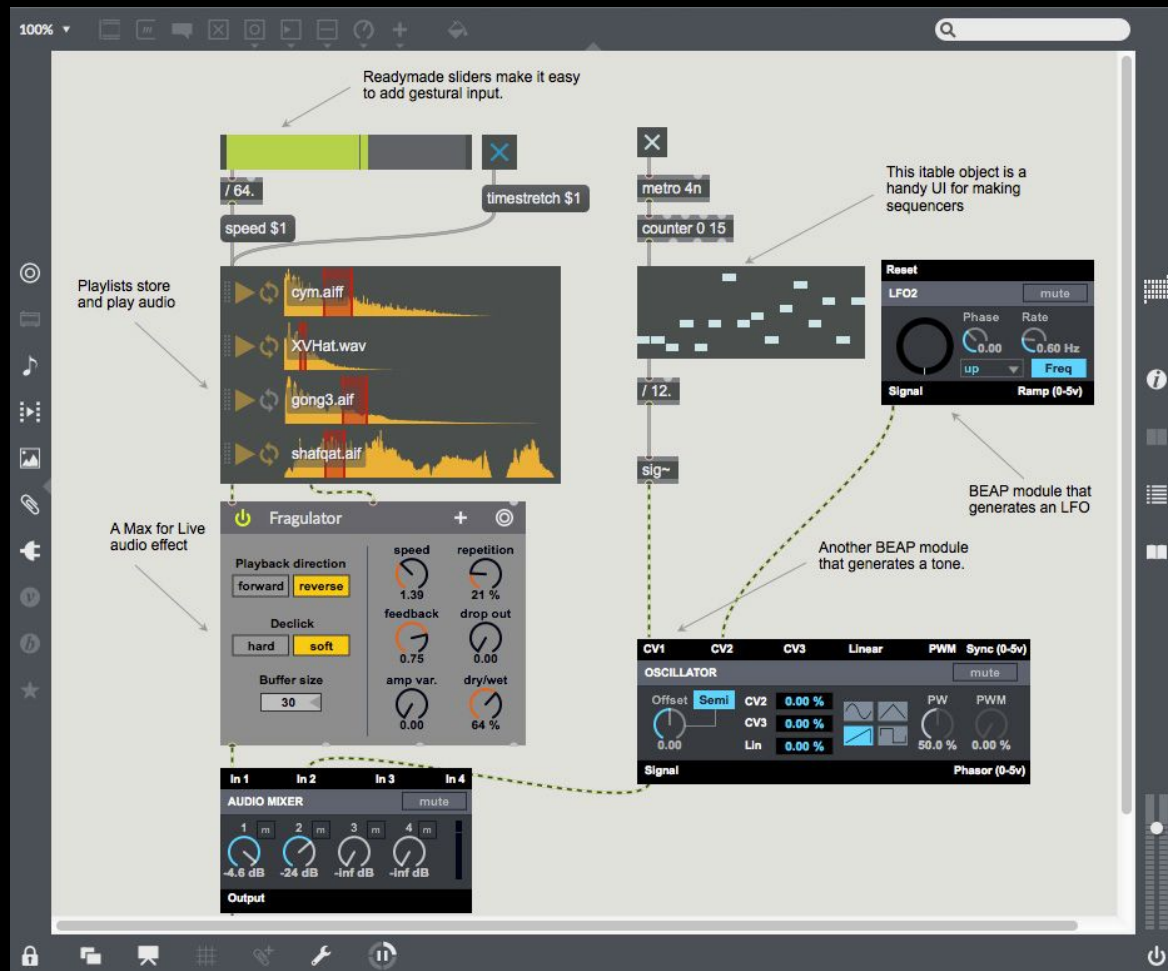 100%
Readymade sliders make it easy
to add gestural input.
/ 64.
timestretch $1
speed $1
metro 4n
counter 0 15
This itable object is a
handy UI for making
sequencers
Playlists store
and play audio
cym.aiff
XVHat.wav
gong3.aif
shafqat.aif
/ 12.
sig~
Reset
LFO2
mute
Phase
Rate
0.00
0.60 Hz
up
Freq
Signal
Ramp (0-5v)
BEAP module that
generates an LFO
A Max for Live
audio effect
Fragulator
Playback direction
forward
reverse
Declick
hard
soft
Buffer size
30
speed
repetition
1.39
21 %
feedback
drop out
0.75
0.00
amp var.
dry/wet
0.00
64 %
Another BEAP module
that generates a tone.
CV1
CV2
CV3
Linear
PWM
Sync (0-5v)
OSCILLATOR
mute
Offset
Semi
0.00
CV2
0.00 %
CV3
0.00 %
Lin
0.00 %
PW
PWM
50.0 %
0.00 %
Signal
Phasor (0-5v)
In 1
In 2
In 3
In 4
AUDIO MIXER
mute
1
m
2
m
3
m
4
m
-4.6 dB
-24 dB
-inf dB
-inf dB
Output